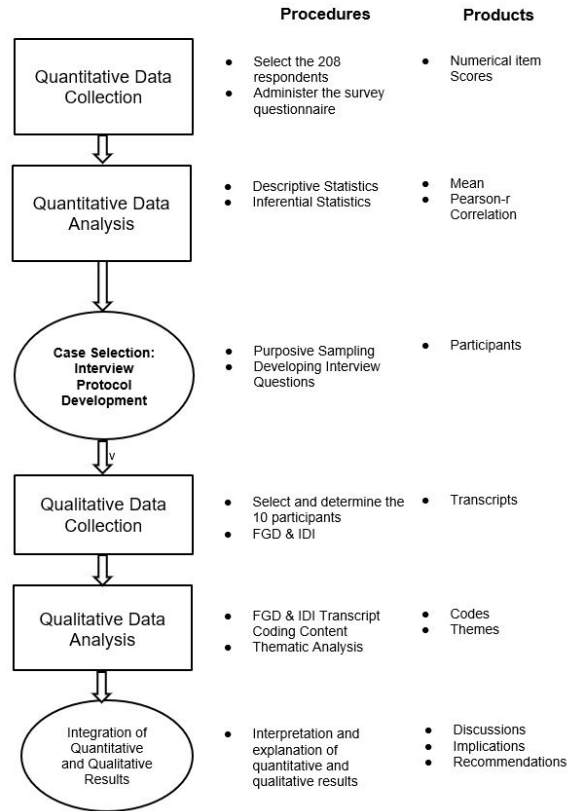 Procedures
Products
Quantitative Data
Collection
● Select the 208
respondents
● Administer the survey
questionnaire
● Numerical item
Scores
Quantitative Data
Analysis
● Descriptive Statistics
● Inferential Statistics
● Mean
● Pearson-r
Correlation
Case Selection:
Interview
Protocol
Development
● Purposive Sampling
● Developing Interview
Questions
● Participants
v
Qualitative Data
Collection
● Select and determine the
10 participants
● FGD & IDI
● Transcripts
Qualitative Data
Analysis
● FGD & IDI Transcript
Coding Content
● Thematic Analysis
● Codes
● Themes
Integration of
Quantitative
and Qualitative
Results
● Interpretation and
explanation of
quantitative and
qualitative results
● Discussions
● Implications
● Recommendations